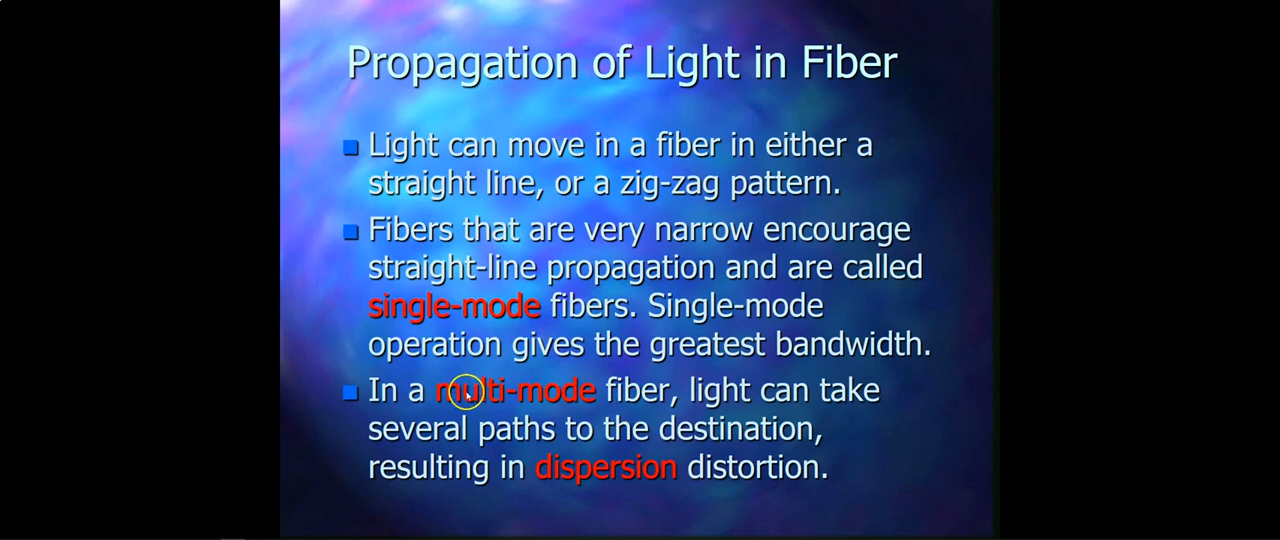 Propagation of Light in Fiber
Light can move in a fiber in either a
straight line, or a zig-zag pattern.
Fibers that are very narrow encourage
straight-line propagation and are called
single-mode fibers. Single-mode
operation gives the greatest bandwidth.
In a multi-mode fiber, light can take
several paths to the destination,
resulting in dispersion distortion.